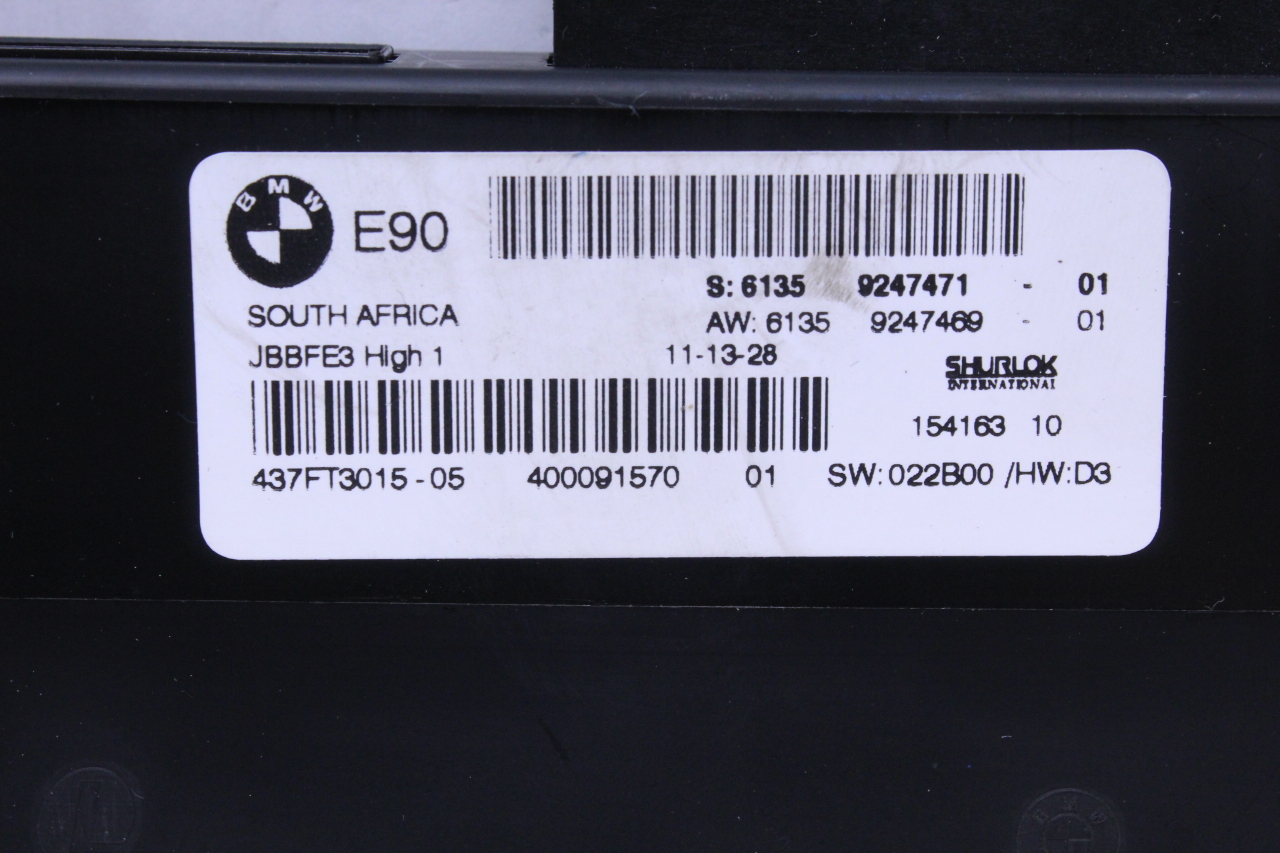 BMW
E90
S: 6135 9247471 - 01
SOUTH AFRICA
AW: 6135 9247469 - 01
JBBFE3 High 1 11-13-28
SHURLOK
INTERNATIONAL
154163 10
437FT3015-05 400091570 01 SW:022B00 /HW:D3
BMW